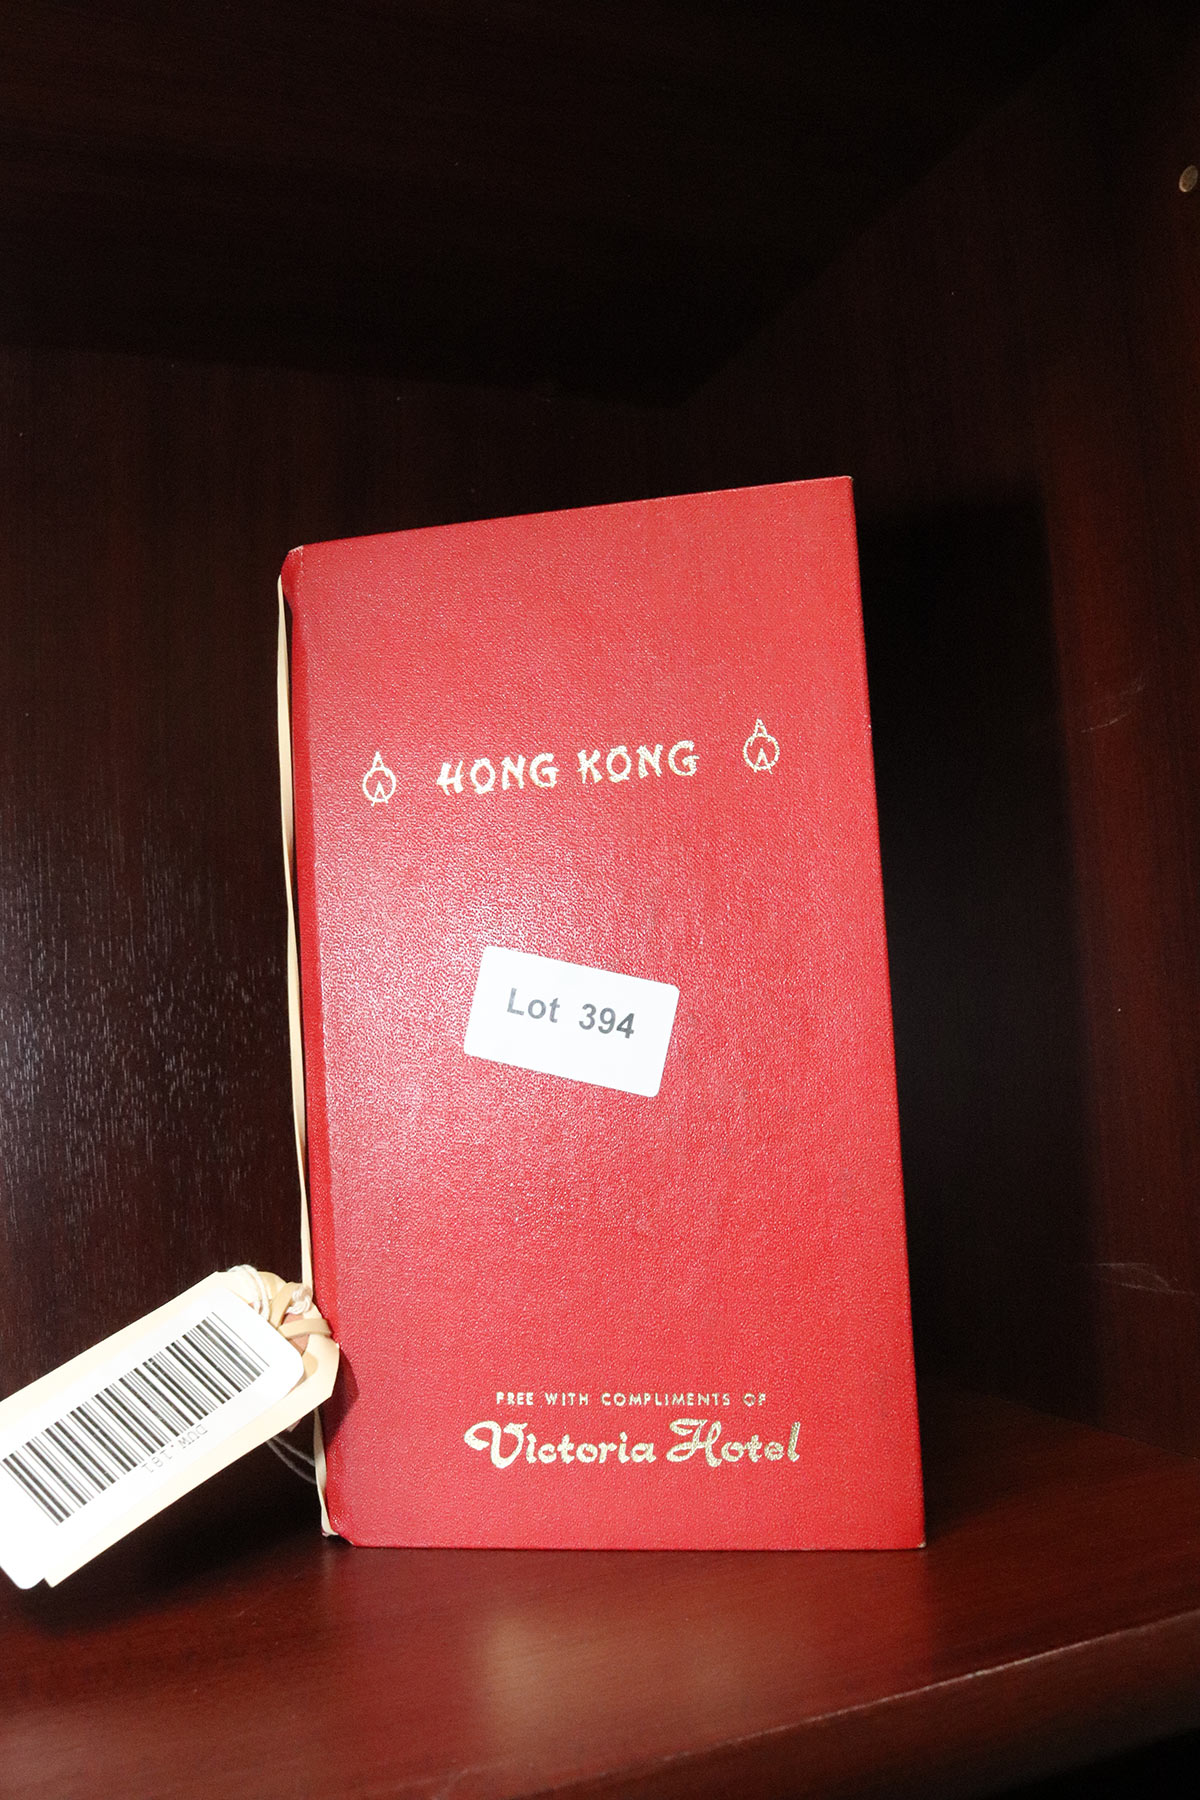 HONG KONG
Lot 394
FREE WITH COMPLIMENTS OF
Victoria Hotel